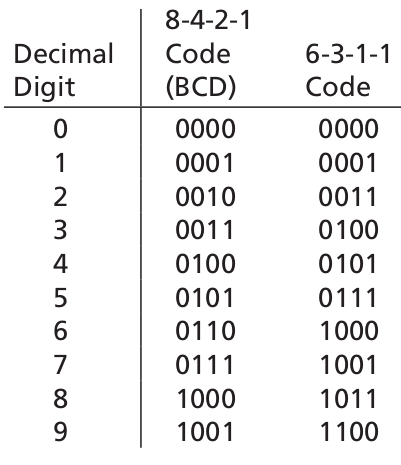 8-4-2-1
Decimal Code 6-3-1-1
Digit (BCD) Code
0 0000 0000
1 0001 0001
2 0010 0011
3 0011 0100
4 0100 0101
5 0101 0111
6 0110 1000
7 0111 1001
8 1000 1011
9 1001 1100